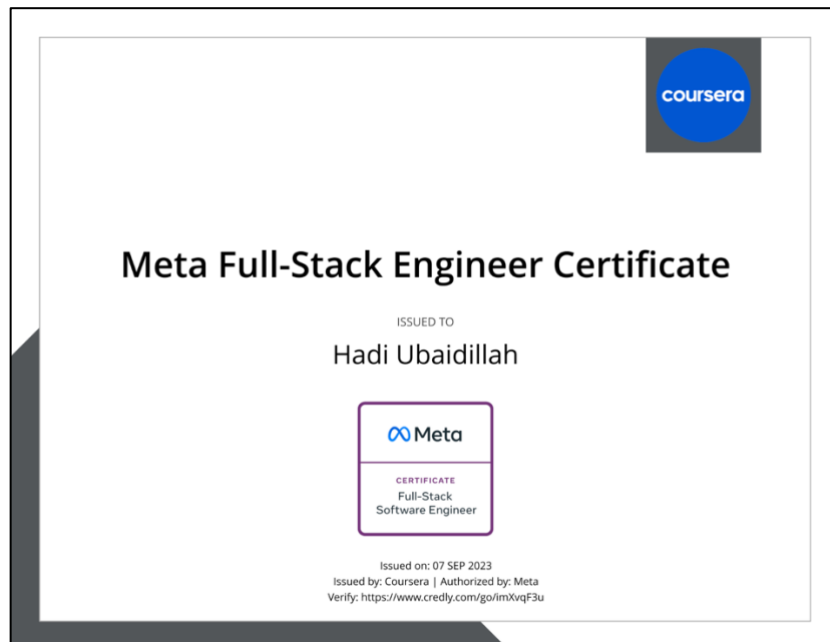 coursera
Meta Full-Stack Engineer Certificate
ISSUED TO
Hadi Ubaidillah
Meta
CERTIFICATE
Full-Stack
Software Engineer
Issued on: 07 SEP 2023
Issued by: Coursera | Authorized by: Meta
Verify: https://www.credly.com/go/imXvqF3u